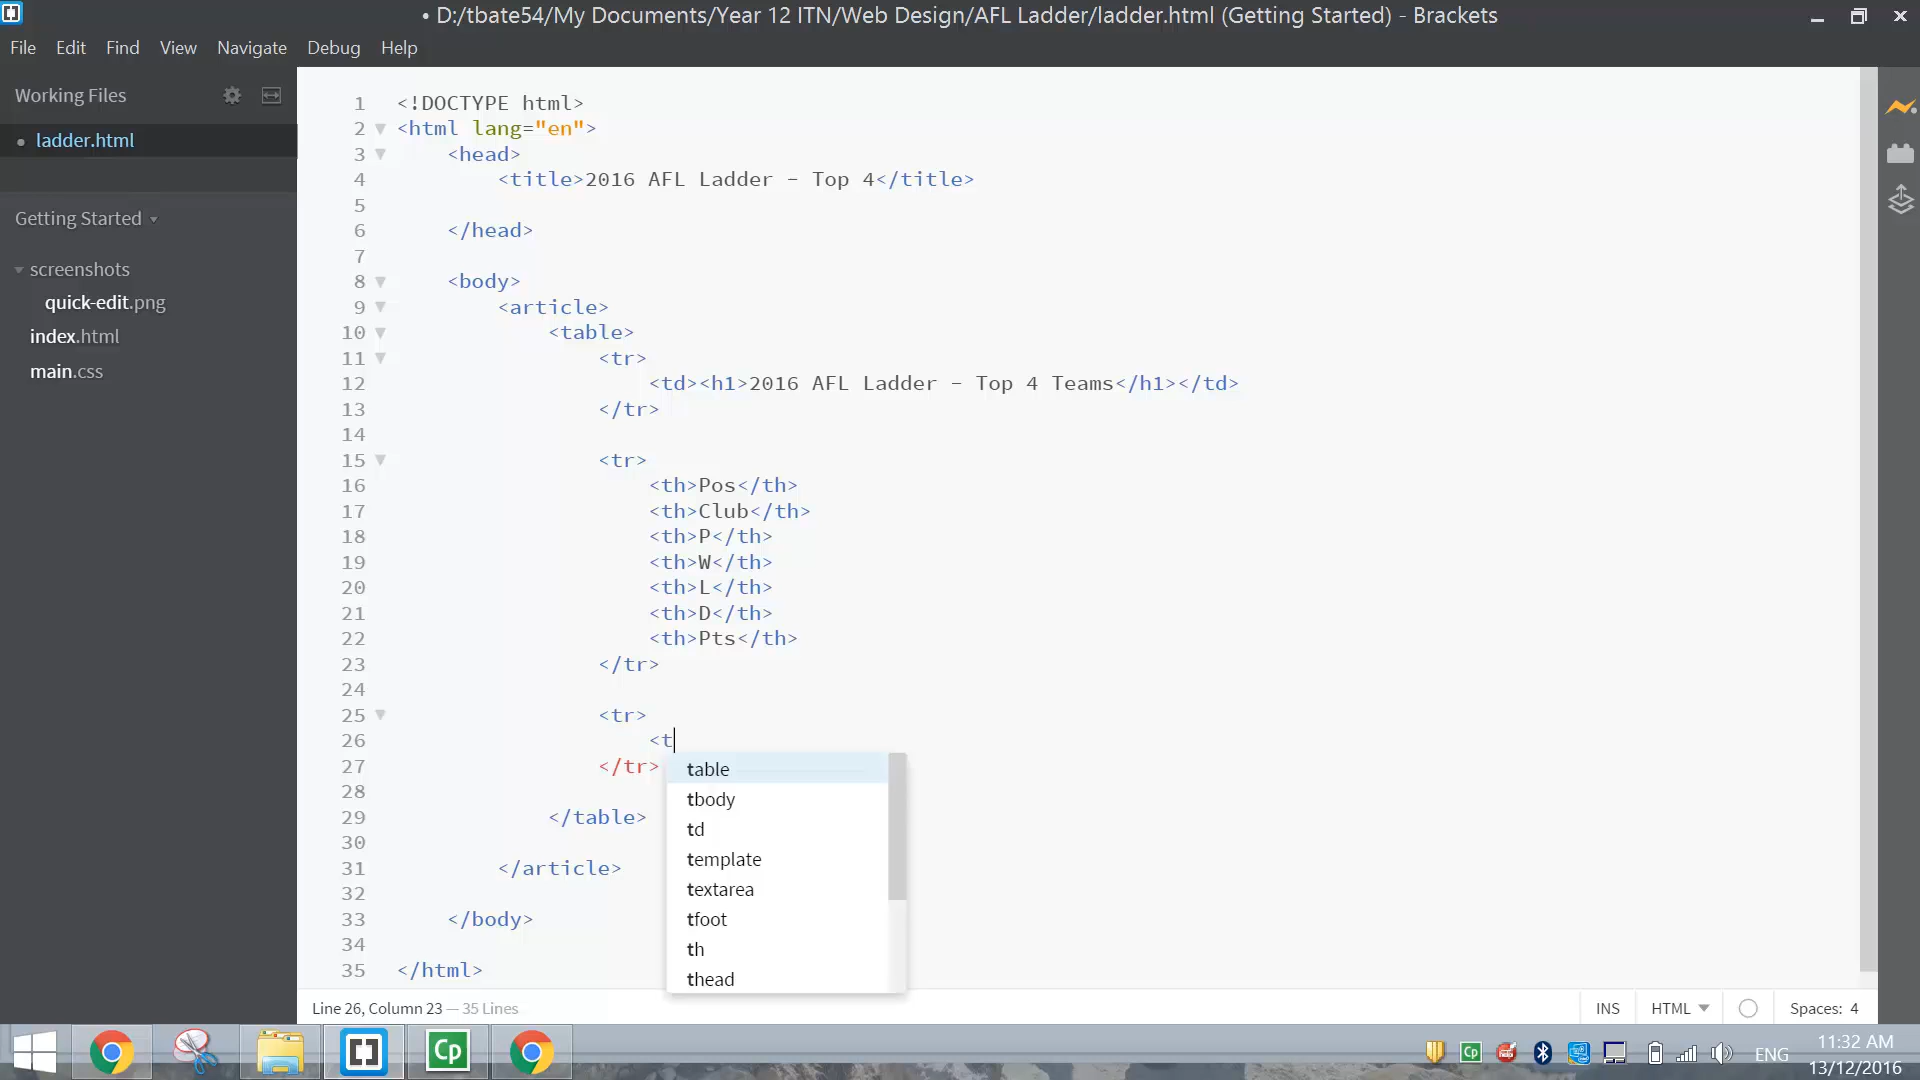 • D:/tbate54/My Documents/Year 12 ITN/Web Design/AFL Ladder/ladder.html (Getting Started) - Brackets
File Edit Find View Navigate Debug Help
Working Files
• ladder.html
Getting Started
screenshots
quick-edit.png
index.html
main.css
1 <!DOCTYPE html>
2 <html lang="en">
3 <head>
4 <title>2016 AFL Ladder - Top 4</title>
5
6 </head>
7
8 <body>
9 <article>
10 <table>
11 <tr>
12 <td><h1>2016 AFL Ladder - Top 4 Teams</h1></td>
13 </tr>
14
15 <tr>
16 <th>Pos</th>
17 <th>Club</th>
18 <th>P</th>
19 <th>W</th>
20 <th>L</th>
21 <th>D</th>
22 <th>Pts</th>
23 </tr>
24
25 <tr>
26 <t
27 </tr>
28
29 </table>
30
31 </article>
32
33 </body>
34
35 </html>
table
tbody
td
template
textarea
tfoot
th
thead
Line 26, Column 23 — 35 Lines
INS HTML Spaces: 4
Cp
Cp
ENG
11:32 AM
13/12/2016